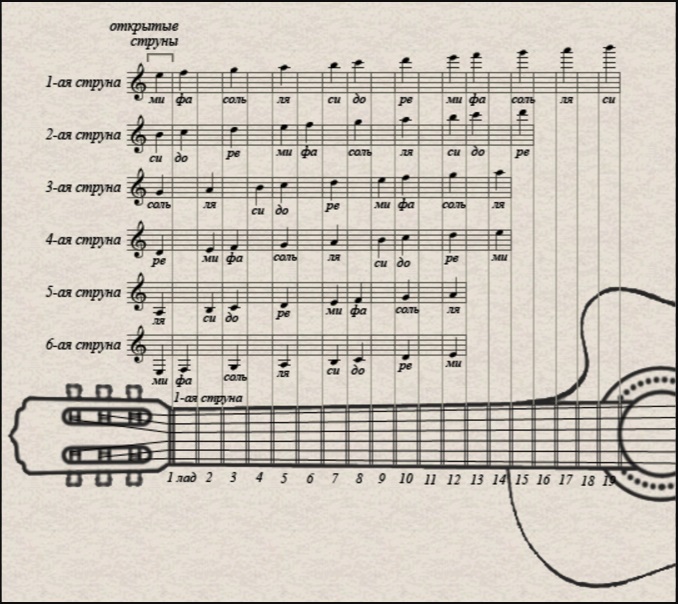 открытые
струны
1-ая струна
ми фа соль ля си до ре ми фа соль ля си
2-ая струна
си до ре ми фа соль ля си до ре
3-ая струна
соль ля си до ре ми фа соль ля
4-ая струна
ре ми фа соль ля си до ре ми
5-ая струна
ля си до ре ми фа соль ля
6-ая струна
ми фа соль ля си до ре ми
1-ая струна
1 лад 2 3 4 5 6 7 8 9 10 11 12 13 14 15 16 17 18 19